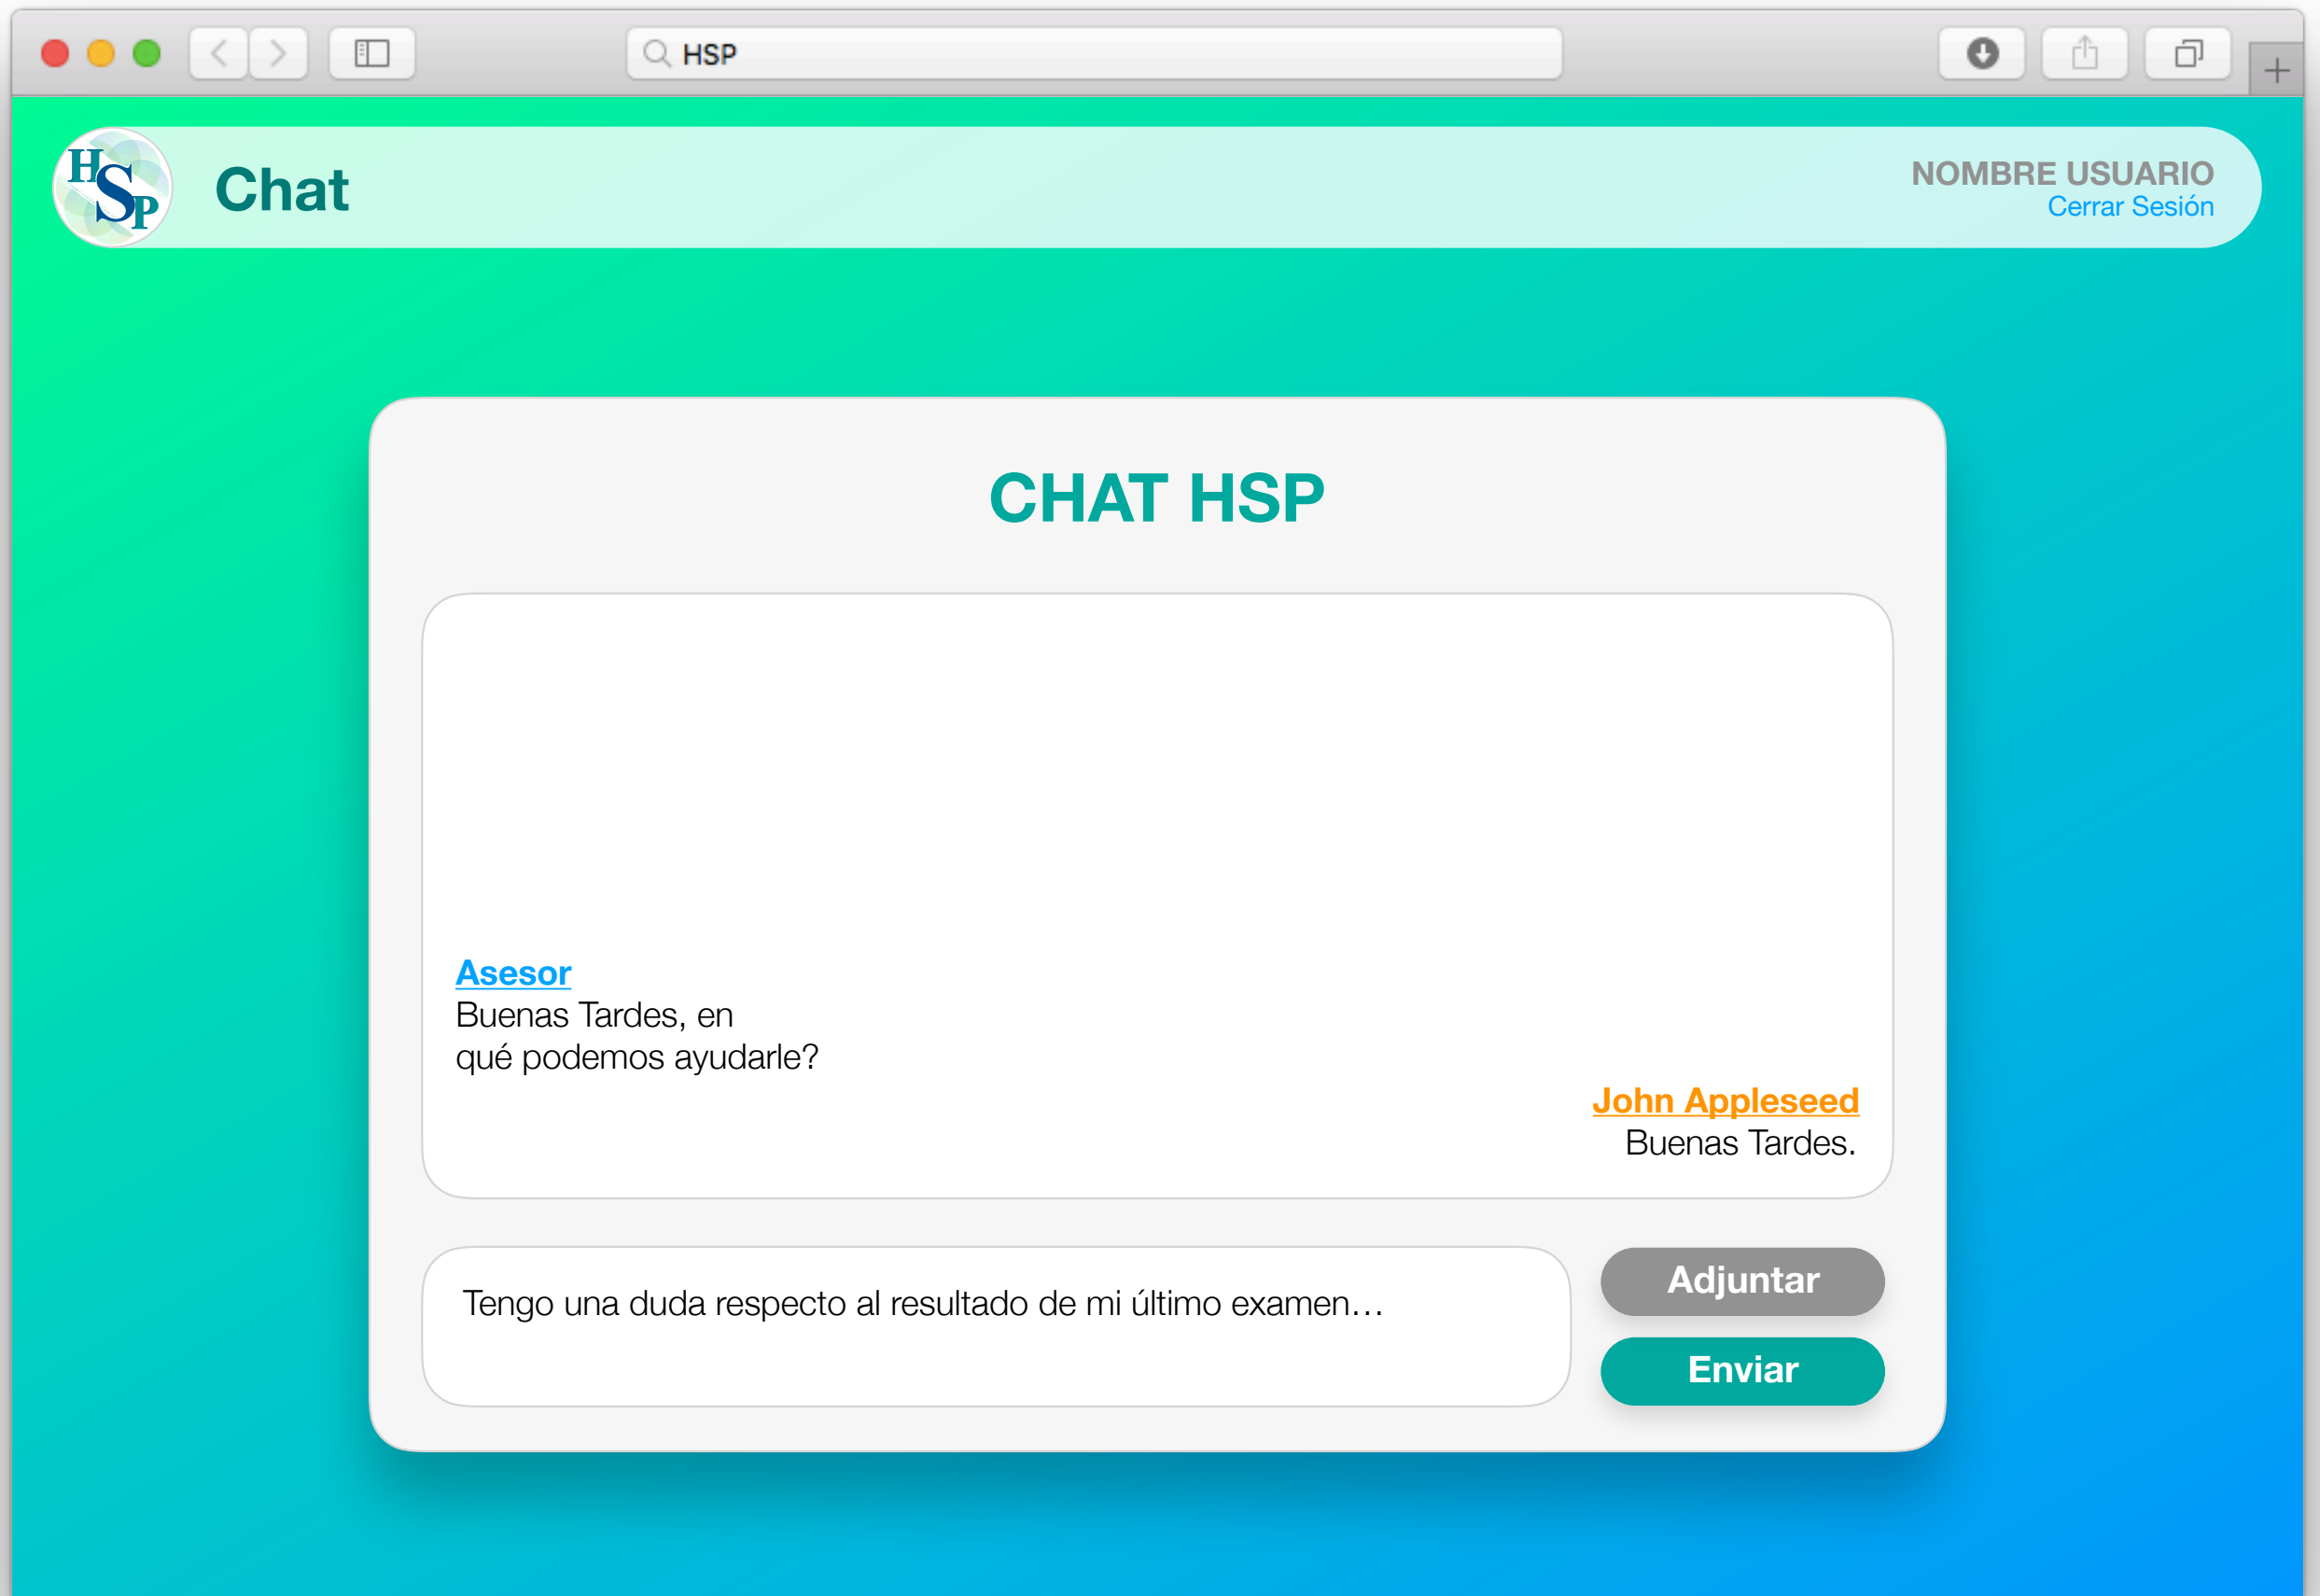 HSP
HSP
Chat
NOMBRE USUARIO
Cerrar Sesión
CHAT HSP
Asesor
Buenas Tardes, en
qué podemos ayudarle?
John Appleseed
Buenas Tardes.
Tengo una duda respecto al resultado de mi último examen…
Adjuntar
Enviar